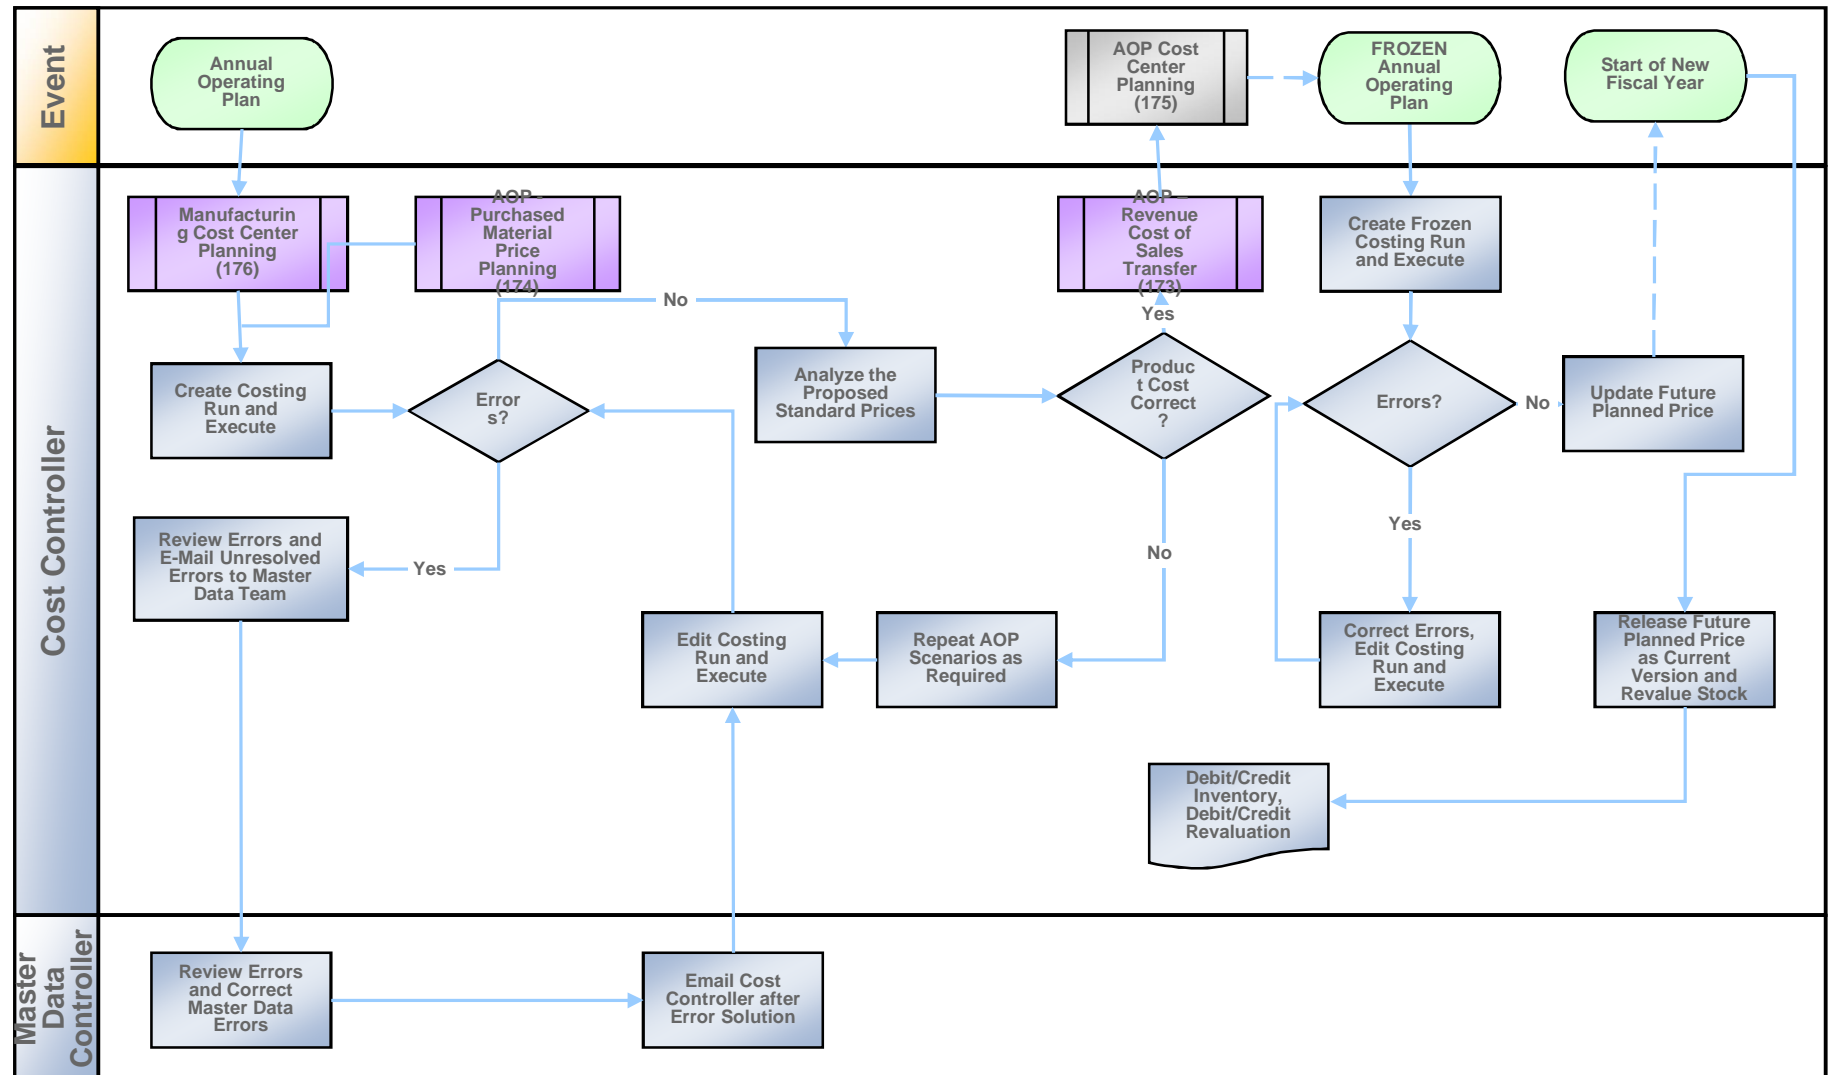 Event
Annual
Operating
Plan
AOP Cost
Center
Planning
(175)
FROZEN
Annual
Operating
Plan
Start of New
Fiscal Year
Cost Controller
Manufacturin
g Cost Center
Planning
(176)
AOP -
Purchased
Material
Price
Planning
(174)
AOP –
Revenue
Cost of
Sales
Transfer
(173)
Create Frozen
Costing Run
and Execute
No
Yes
Create Costing
Run and
Execute
Error
s?
Analyze the
Proposed
Standard Prices
Produc
t Cost
Correct
?
Errors?
No
Update Future
Planned Price
Review Errors and
E-Mail Unresolved
Errors to Master
Data Team
Yes
No
Yes
Edit Costing
Run and
Execute
Repeat AOP
Scenarios as
Required
Correct Errors,
Edit Costing
Run and
Execute
Release Future
Planned Price
as Current
Version and
Revalue Stock
Debit/Credit
Inventory,
Debit/Credit
Revaluation
Master
Data
Controller
Review Errors
and Correct
Master Data
Errors
Email Cost
Controller after
Error Solution